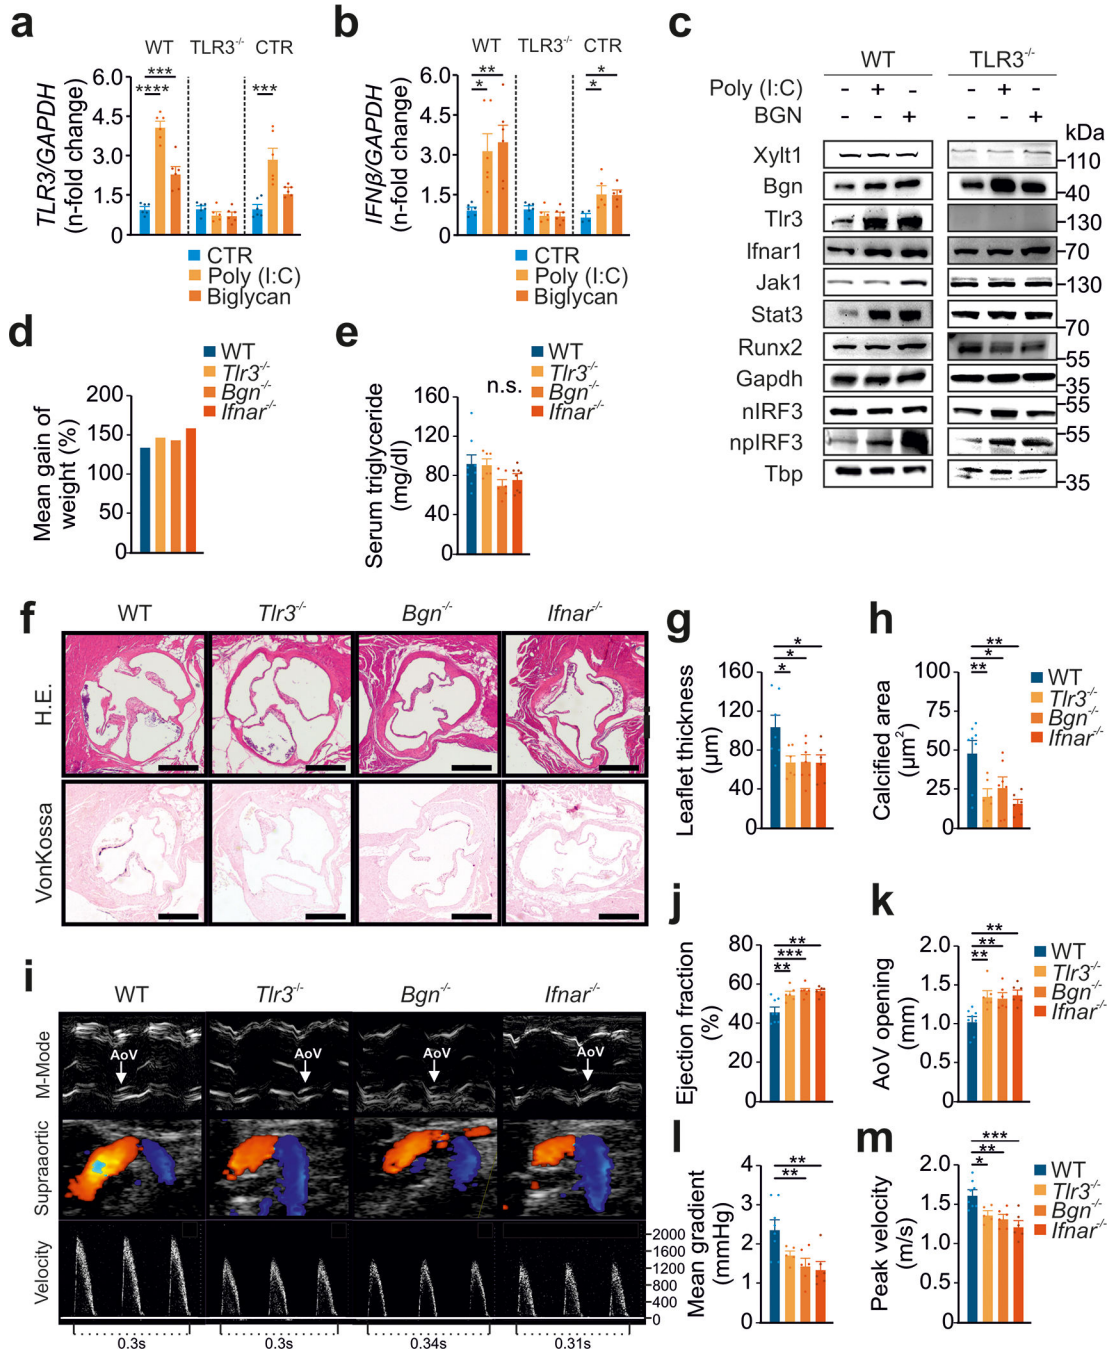 a
WT TLR3-/- CTR
TLR3/GAPDH
(n-fold change)
6.0
4.5
3.0
1.5
0
****
***
***
CTR
Poly (I:C)
Biglycan
b
WT TLR3-/- CTR
IFNβ/GAPDH
(n-fold change)
6.0
4.5
3.0
1.5
0
**
*
*
*
CTR
Poly (I:C)
Biglycan
c
WT TLR3-/-
Poly (I:C) - + - - + -
BGN - - + - - +
kDa
Xylt1 110
Bgn 40
Tlr3 130
Ifnar1 70
Jak1 130
Stat3 70
Runx2 55
Gapdh 35
nIRF3 55
npIRF3 55
Tbp 35
d
Mean gain of
weight (%)
200
150
100
50
0
WT
Tlr3-/-
Bgn-/-
Ifnar-/-
e
Serum triglyceride
(mg/dl)
160
120
80
40
0
n.s.
WT
Tlr3-/-
Bgn-/-
Ifnar-/-
f
WT Tlr3-/- Bgn-/- Ifnar-/-
H.E.
VonKossa
g
Leaflet thickness
(µm)
160
120
80
40
0
*
*
*
h
Calcified area
(µm2)
100
75
50
25
0
**
*
**
WT
Tlr3-/-
Bgn-/-
Ifnar-/-
i
WT Tlr3-/- Bgn-/- Ifnar-/-
M-Mode
AoV AoV AoV AoV
Supraaortic
Velocity
2000
1600
1200
800
400
0
0.3s 0.3s 0.34s 0.31s
j
Ejection fraction
(%)
80
60
40
20
0
**
***
**
k
AoV opening
(mm)
2.0
1.5
1.0
0.5
0
**
**
**
WT
Tlr3-/-
Bgn-/-
Ifnar-/-
l
Mean gradient
(mmHg)
4
3
2
1
0
**
**
m
Peak velocity
(m/s)
2.0
1.5
1.0
0.5
0
***
**
*
WT
Tlr3-/-
Bgn-/-
Ifnar-/-